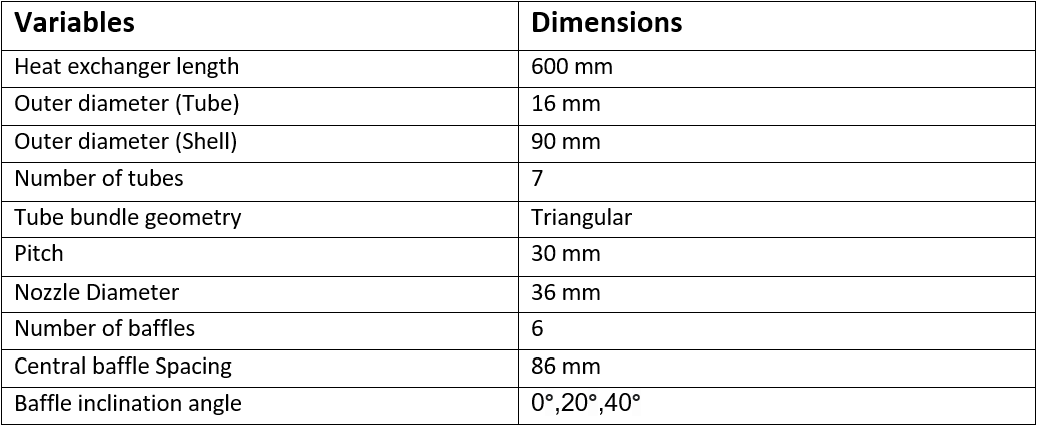 Variables Dimensions
Heat exchanger length 600 mm
Outer diameter (Tube) 16 mm
Outer diameter (Shell) 90 mm
Number of tubes 7
Tube bundle geometry Triangular
Pitch 30 mm
Nozzle Diameter 36 mm
Number of baffles 6
Central baffle Spacing 86 mm
Baffle inclination angle 0°,20°,40°